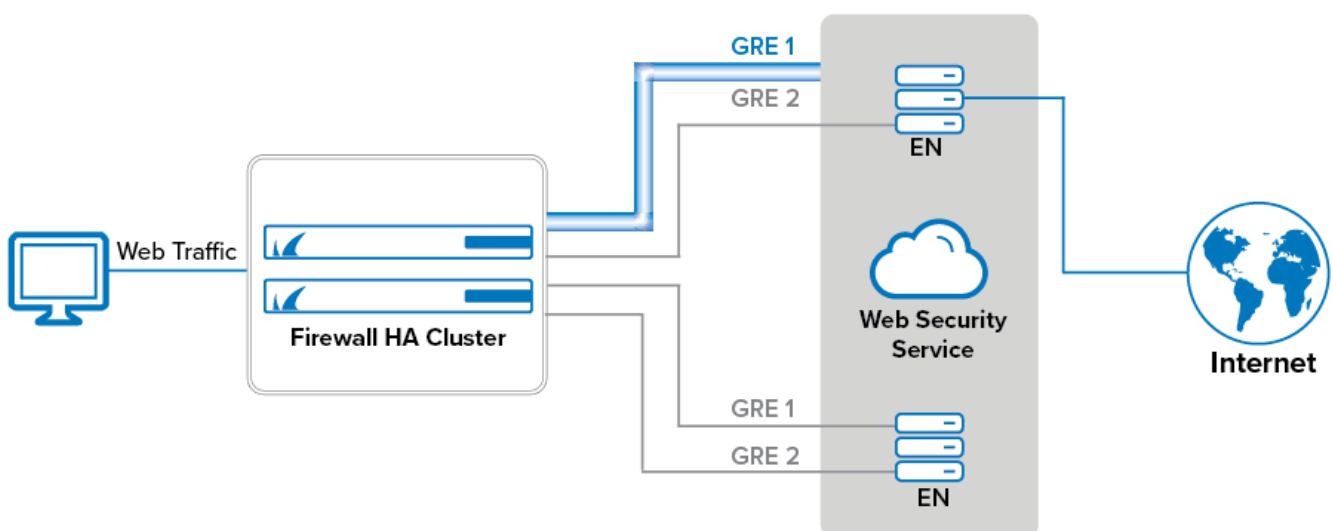 GRE 1
GRE 2
EN
Web Traffic
Firewall HA Cluster
Web Security
Service
Internet
GRE 1
GRE 2
EN